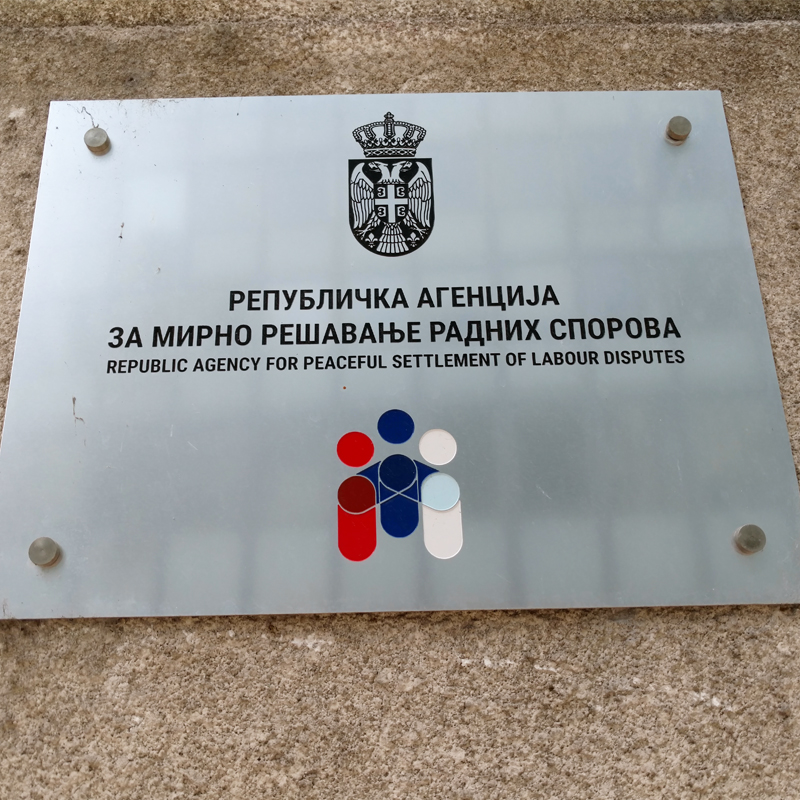 РЕПУБЛИЧКА АГЕНЦИЈА
ЗА МИРНО РЕШАВАЊЕ РАДНИХ СПОРОВА
REPUBLIC AGENCY FOR PEACEFUL SETTLEMENT OF LABOUR DISPUTES